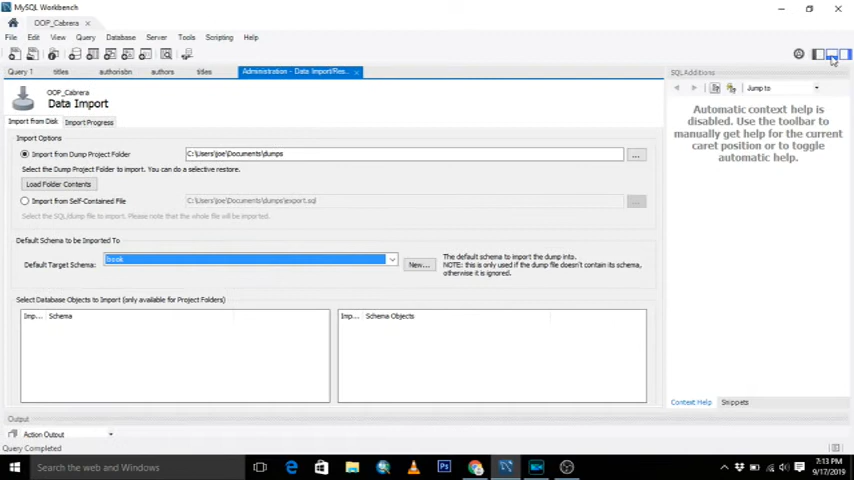 MySQL Workbench
OOP_Cabrera
File Edit View Query Database Server Tools Scripting Help
Query 1 titles authorisbn authors titles Administration - Data Import/Res...
SQLAdditions
Jump to
OOP_Cabrera
Data Import
Import from Disk Import Progress
Automatic context help is
disabled. Use the toolbar to
manually get help for the current
caret position or to toggle
automatic help.
Import Options
Import from Dump Project Folder C:\Users\joe\Documents\dumps ...
Select the Dump Project Folder to import. You can do a selective restore.
Load Folder Contents
Import from Self-Contained File C:\Users\joe\Documents\dumps\export.sql ...
Select the SQL/dump file to import. Please note that the whole file will be imported.
Default Schema to be Imported To
Default Target Schema: book New...
The default schema to import the dump into.
NOTE: this is only used if the dump file doesn't contain its schema,
otherwise it is ignored.
Select Database Objects to Import (only available for Project Folders)
Imp... Schema Imp... Schema Objects
Context Help Snippets
Output
Action Output
Query Completed
Search the web and Windows
7:13 PM
9/17/2019